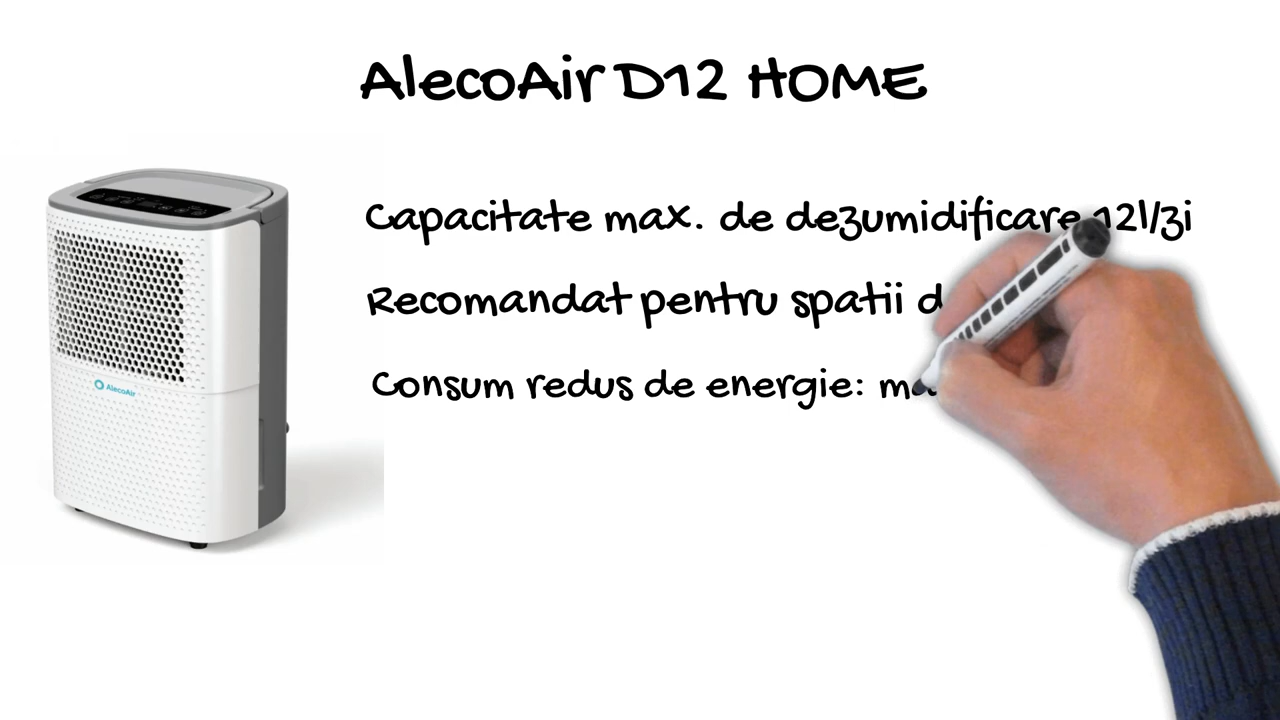 AlecoAir D12 HOME
Capacitate max. de dezumidificare 12l/zi
Recomandat pentru spatii d
Consum redus de energie: ma
AlecoAir